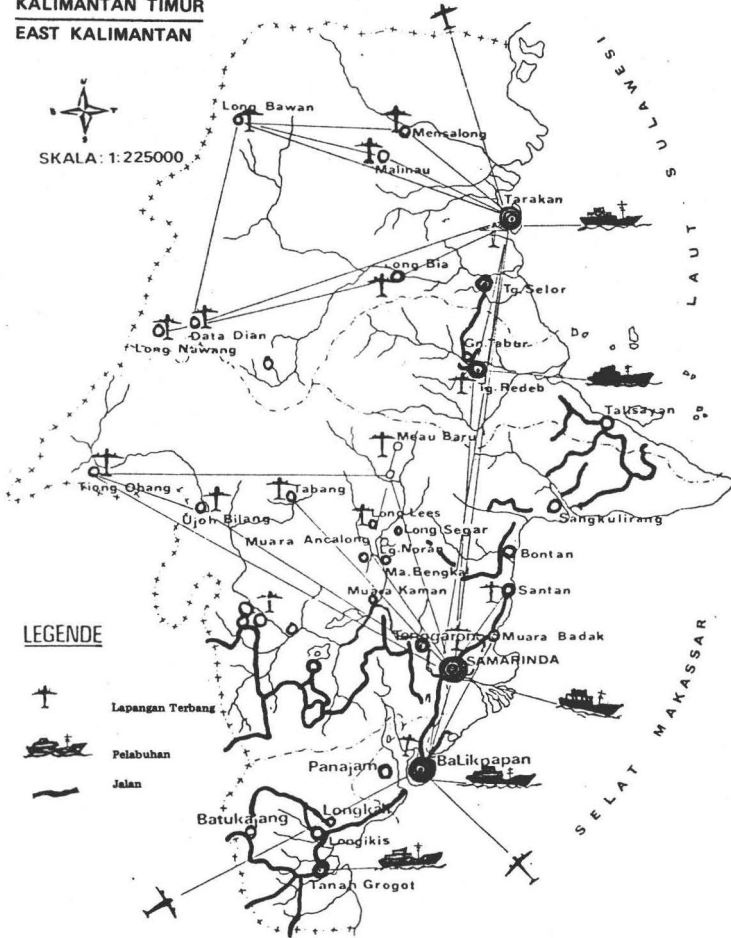 KALIMANTAN TIMUR
EAST KALIMANTAN
U
B
T
S
SKALA: 1:225000
Long Bawan
Mensalong
Malinau
Tarakan
LAUT SULAWESI
Long Bia
Tg.Selor
Data Dian
Long Nawang
Gn.Tabur
Tg.Redeb
Talisayan
Meau Baru
Tiong Ohang
Tabang
Ujoh Bilang
Long Lees
Long Segar
Sangkulirang
Muara Ancalong
Lg.Noran
Bontan
Ma.Bengkal
Muara Kaman
Santan
LEGENDE
Tenggarong
Muara Badak
SAMARINDA
Lapangan Terbang
Pelabuhan
Jalan
SELAT MAKASSAR
Panajam
BaLikpapan
Longkali
Batukajang
Longikis
Tanah Grogot